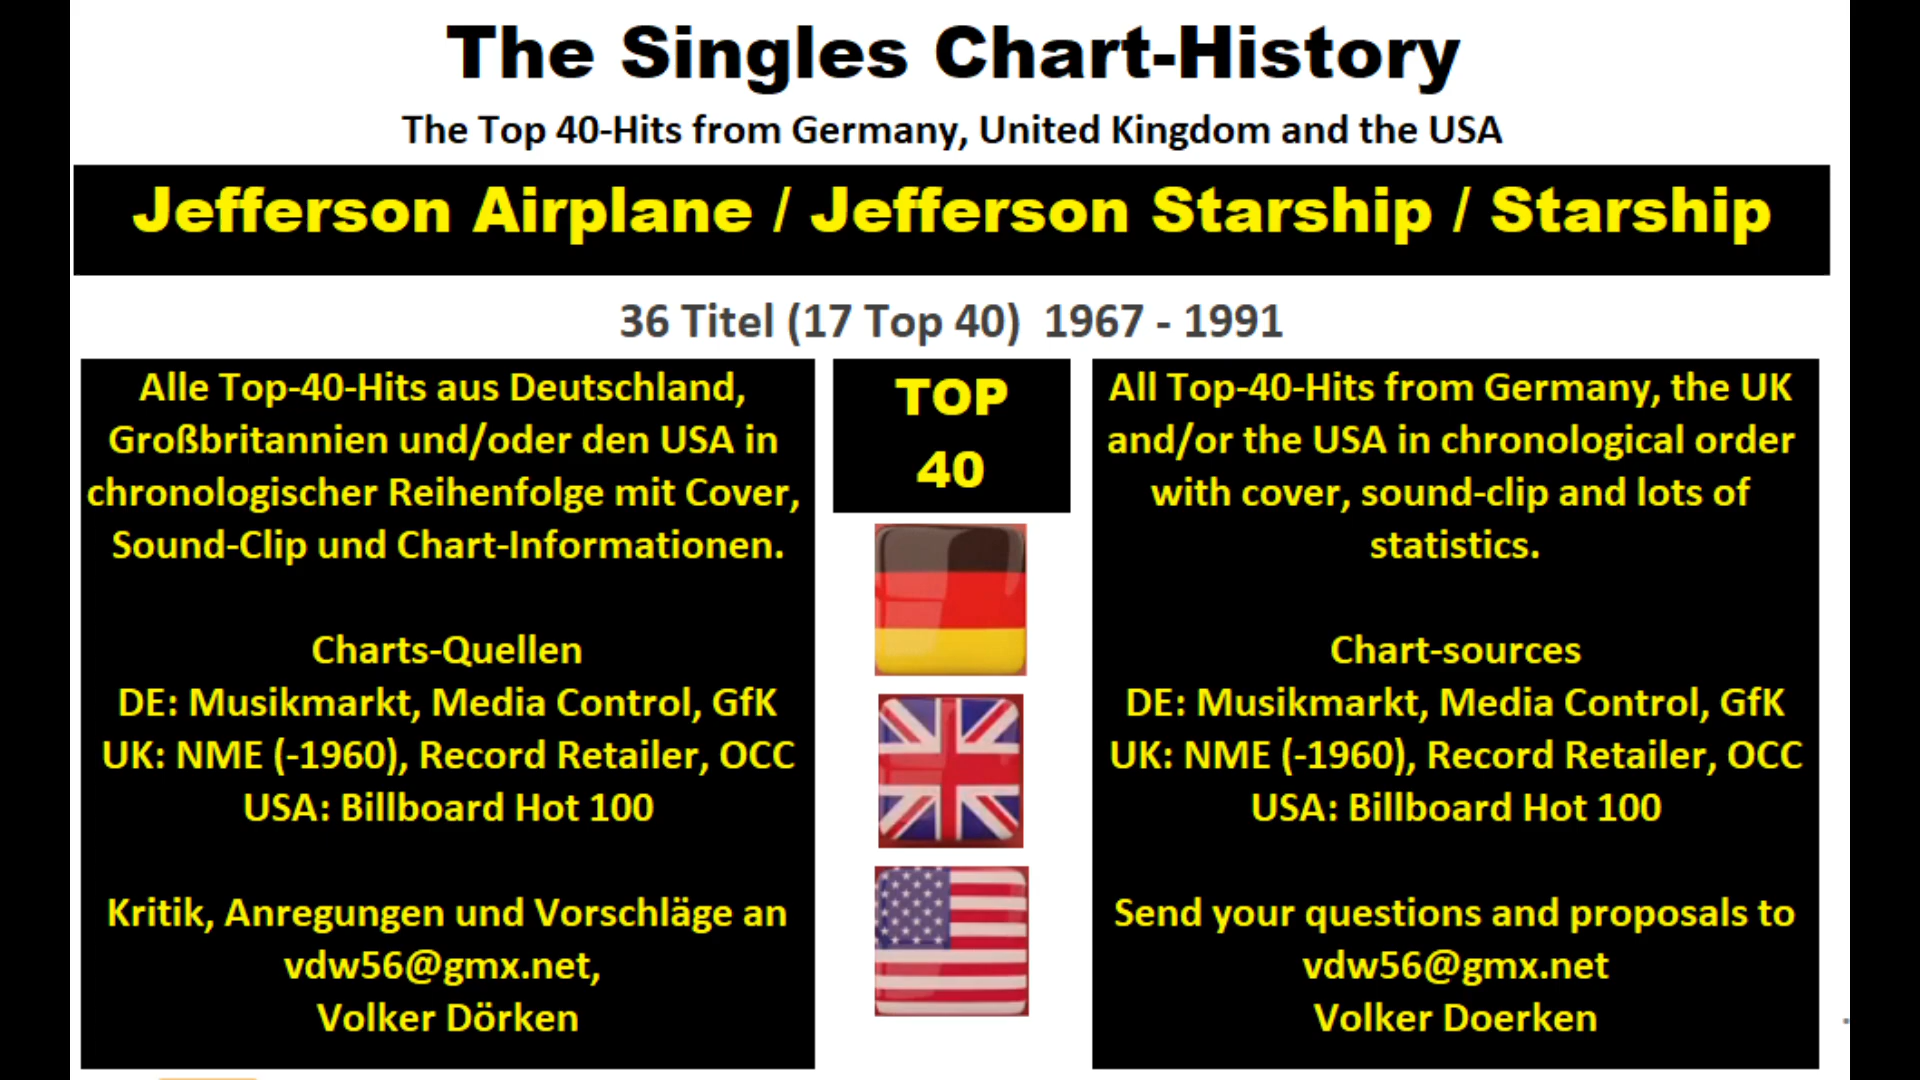 The Singles Chart-History
The Top 40-Hits from Germany, United Kingdom and the USA
Jefferson Airplane / Jefferson Starship / Starship
36 Titel (17 Top 40)  1967 - 1991
Alle Top-40-Hits aus Deutschland,
Großbritannien und/oder den USA in
chronologischer Reihenfolge mit Cover,
Sound-Clip und Chart-Informationen.
Charts-Quellen
DE: Musikmarkt, Media Control, GfK
UK: NME (-1960), Record Retailer, OCC
USA: Billboard Hot 100
Kritik, Anregungen und Vorschläge an
vdw56@gmx.net,
Volker Dörken
TOP
40
All Top-40-Hits from Germany, the UK
and/or the USA in chronological order
with cover, sound-clip and lots of
statistics.
Chart-sources
DE: Musikmarkt, Media Control, GfK
UK: NME (-1960), Record Retailer, OCC
USA: Billboard Hot 100
Send your questions and proposals to
vdw56@gmx.net
Volker Doerken